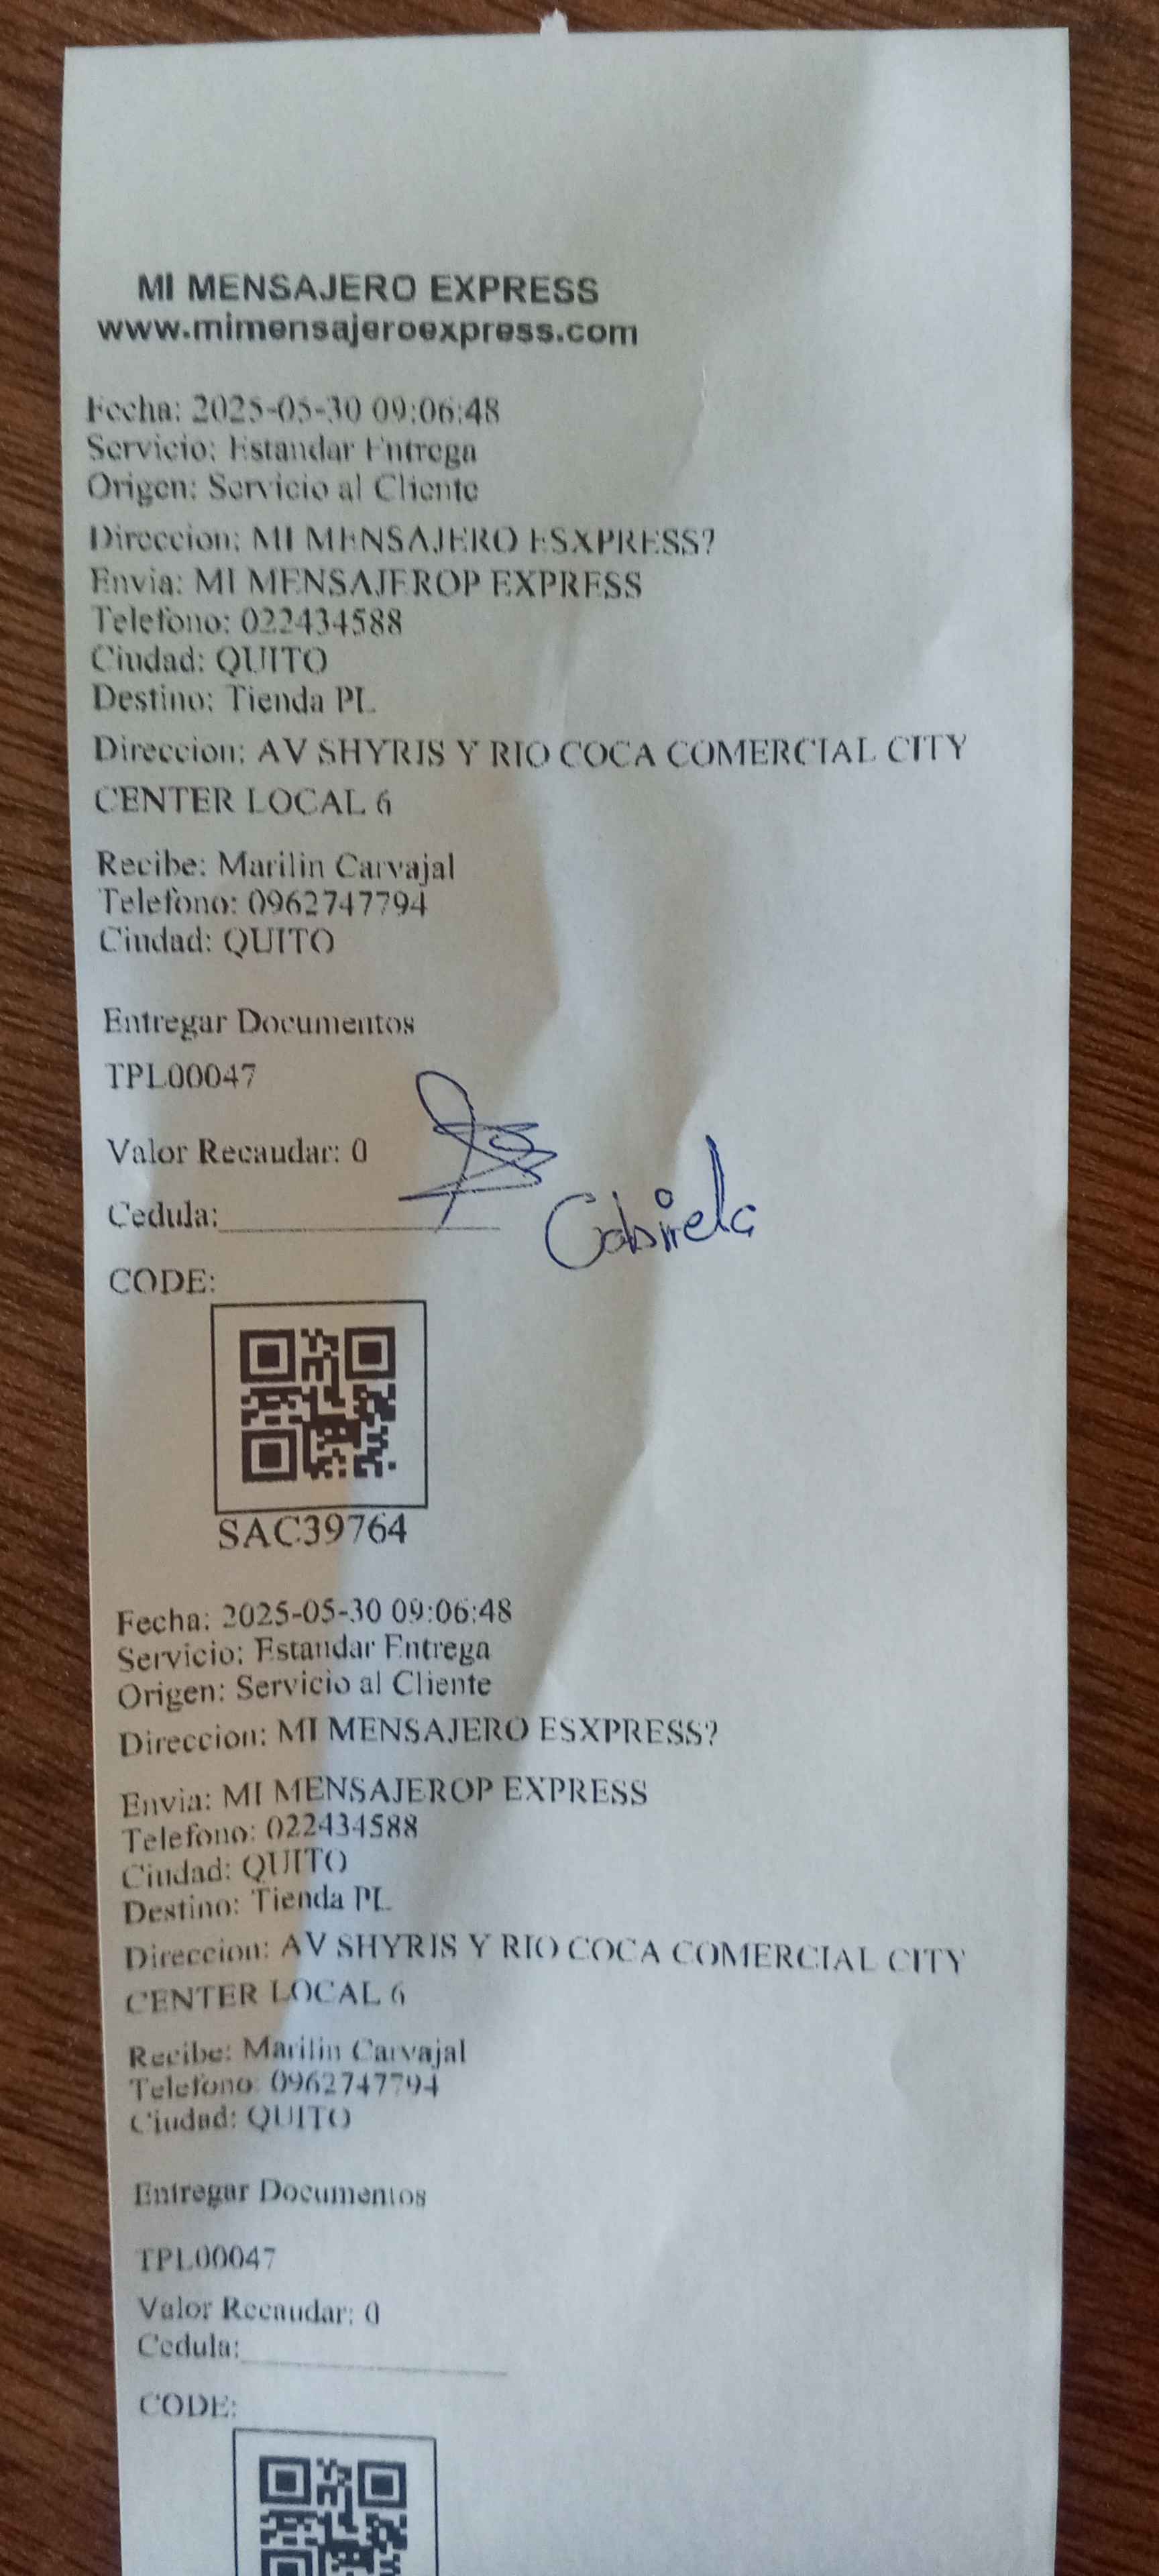 MI MENSAJERO EXPRESS
www.mimensajeroexpress.com
Fecha: 2025-05-30 09:06:48
Servicio: Estandar Entrega
Origen: Servicio al Cliente
Direccion: MI MENSAJERO ESXPRESS?
Envia: MI MENSAJEROP EXPRESS
Telefono: 022434588
Ciudad: QUITO
Destino: Tienda PL
Direccion: AV SHYRIS Y RIO COCA COMERCIAL CITY
CENTER LOCAL 6
Recibe: Marilin Carvajal
Telefono: 0962747794
Ciudad: QUITO
Entregar Documentos
TPL00047
Valor Recaudar: 0
Cedula:
Gabriela
CODE:
SAC39764
Fecha: 2025-05-30 09:06:48
Servicio: Estandar Entrega
Origen: Servicio al Cliente
Direccion: MI MENSAJERO ESXPRESS?
Envia: MI MENSAJEROP EXPRESS
Telefono: 022434588
Ciudad: QUITO
Destino: Tienda PL
Direccion: AV SHYRIS Y RIO COCA COMERCIAL CITY
CENTER LOCAL 6
Recibe: Marilin Carvajal
Telefono: 0962747794
Ciudad: QUITO
Entregar Documentos
TPL00047
Valor Recaudar: 0
Cedula:
CODE: